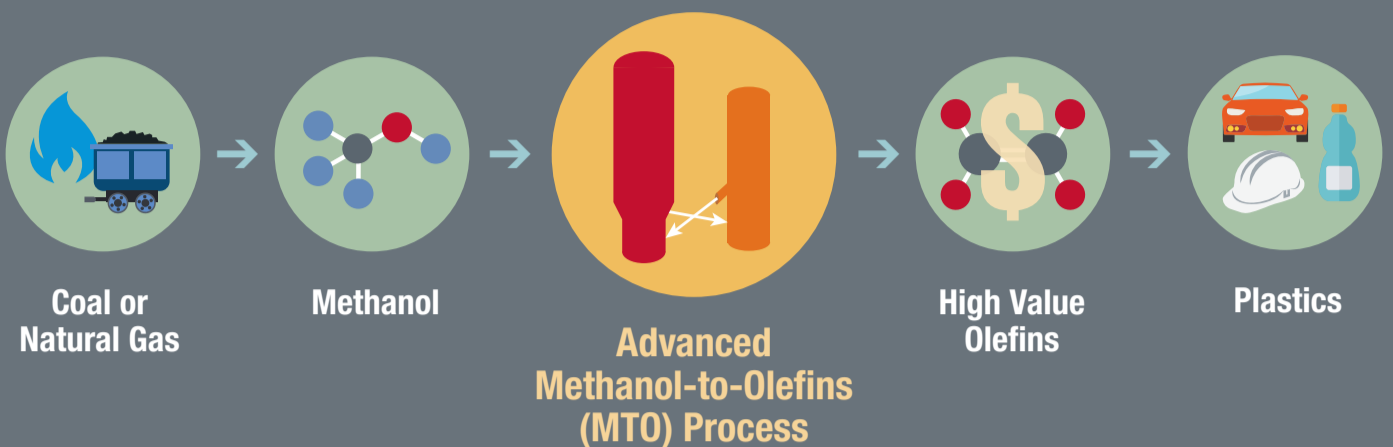 Coal or
Natural Gas
Methanol
Advanced
Methanol-to-Olefins
(MTO) Process
$
High Value
Olefins
Plastics